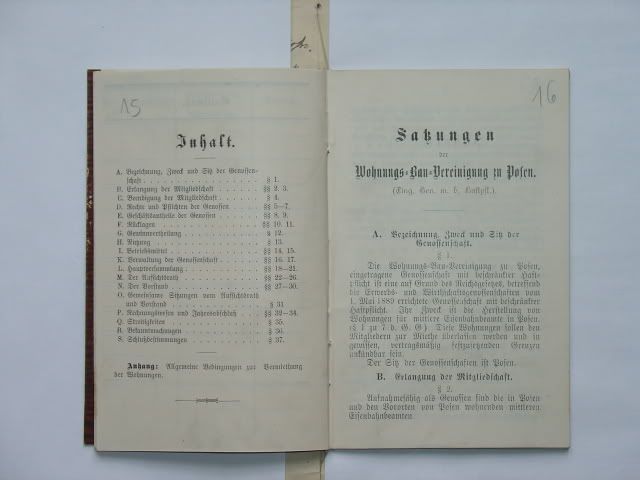 15
Inhalt.
A. Bezeichnung, Zweck und Sitz der Genossen-
schaft . . . . . . . . . . § 1.
B. Erlangung der Mitgliedschaft . . . . §§ 2, 3.
C. Beendigung der Mitgliedschaft . . . . § 4.
D. Rechte und Pflichten der Genossen . . . §§ 5—7.
E. Geschäftsantheile der Genossen . . . . §§ 8, 9.
F. Rücklagen . . . . . . . . §§ 10, 11.
G. Gewinnvertheilung . . . . . . § 12.
H. Nutzung . . . . . . . . § 13.
I. Betriebsmittel . . . . . . . §§ 14, 15.
K. Verwaltung der Genossenschaft . . . . §§ 16, 17.
L. Hauptversammlung . . . . . . §§ 18—21.
M. Der Aufsichtsrath . . . . . . §§ 22—26.
N. Der Vorstand . . . . . . . §§ 27—30.
O. Gemeinsame Sitzungen vom Aufsichtsrath
und Vorstand . . . . . . . § 31
P. Rechnungswesen und Jahresabschluß . . §§ 32—34.
Q. Streitigkeiten . . . . . . . § 35.
R. Bekanntmachungen . . . . . . § 36.
S. Schlußbestimmungen . . . . . . § 37.
Anhang: Allgemeine Bedingungen zur Vermiethung
der Wohnungen.
16
Satzungen
der
Wohnungs-Bau-Vereinigung zu Posen.
(Eing. Gen. m. b. Haftpfl.)
A. Bezeichnung, Zweck und Sitz der
Genossenschaft.
§ 1.
Die Wohnungs-Bau-Vereinigung zu Posen,
eingetragene Genossenschaft mit beschränkter Haft-
pflicht ist eine auf Grund des Reichsgesetzes, betreffend
die Erwerbs- und Wirthschaftsgenossenschaften vom
1. Mai 1889 errichtete Genossenschaft mit beschränkter
Haftpflicht. Ihr Zweck ist die Herstellung von
Wohnungen für mittlere Eisenbahnbeamte in Posen.
(§ 1 zu 7 d. G. G) Diese Wohnungen sollen den
Mitgliedern zur Miethe überlassen werden und in
gewissen, vertragsmäßig festzusehenden Grenzen
unkündbar sein.
Der Sitz der Genossenschaften ist Posen.
B. Erlangung der Mitgliedschaft.
§ 2.
Aufnahmefähig als Genossen sind die in Posen
und den Vororten von Posen wohnenden mittleren
Eisenbahnbeamten